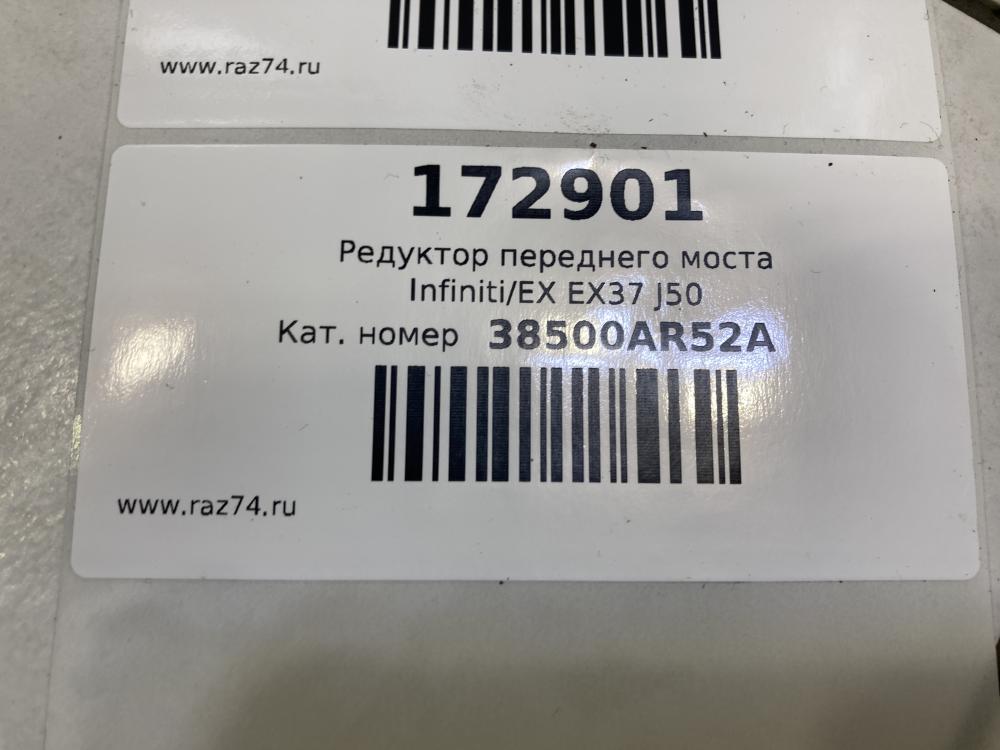 www.raz74.ru
172901
Редуктор переднего моста
Infiniti/EX EX37 J50
Кат. номер 38500AR52A
www.raz74.ru